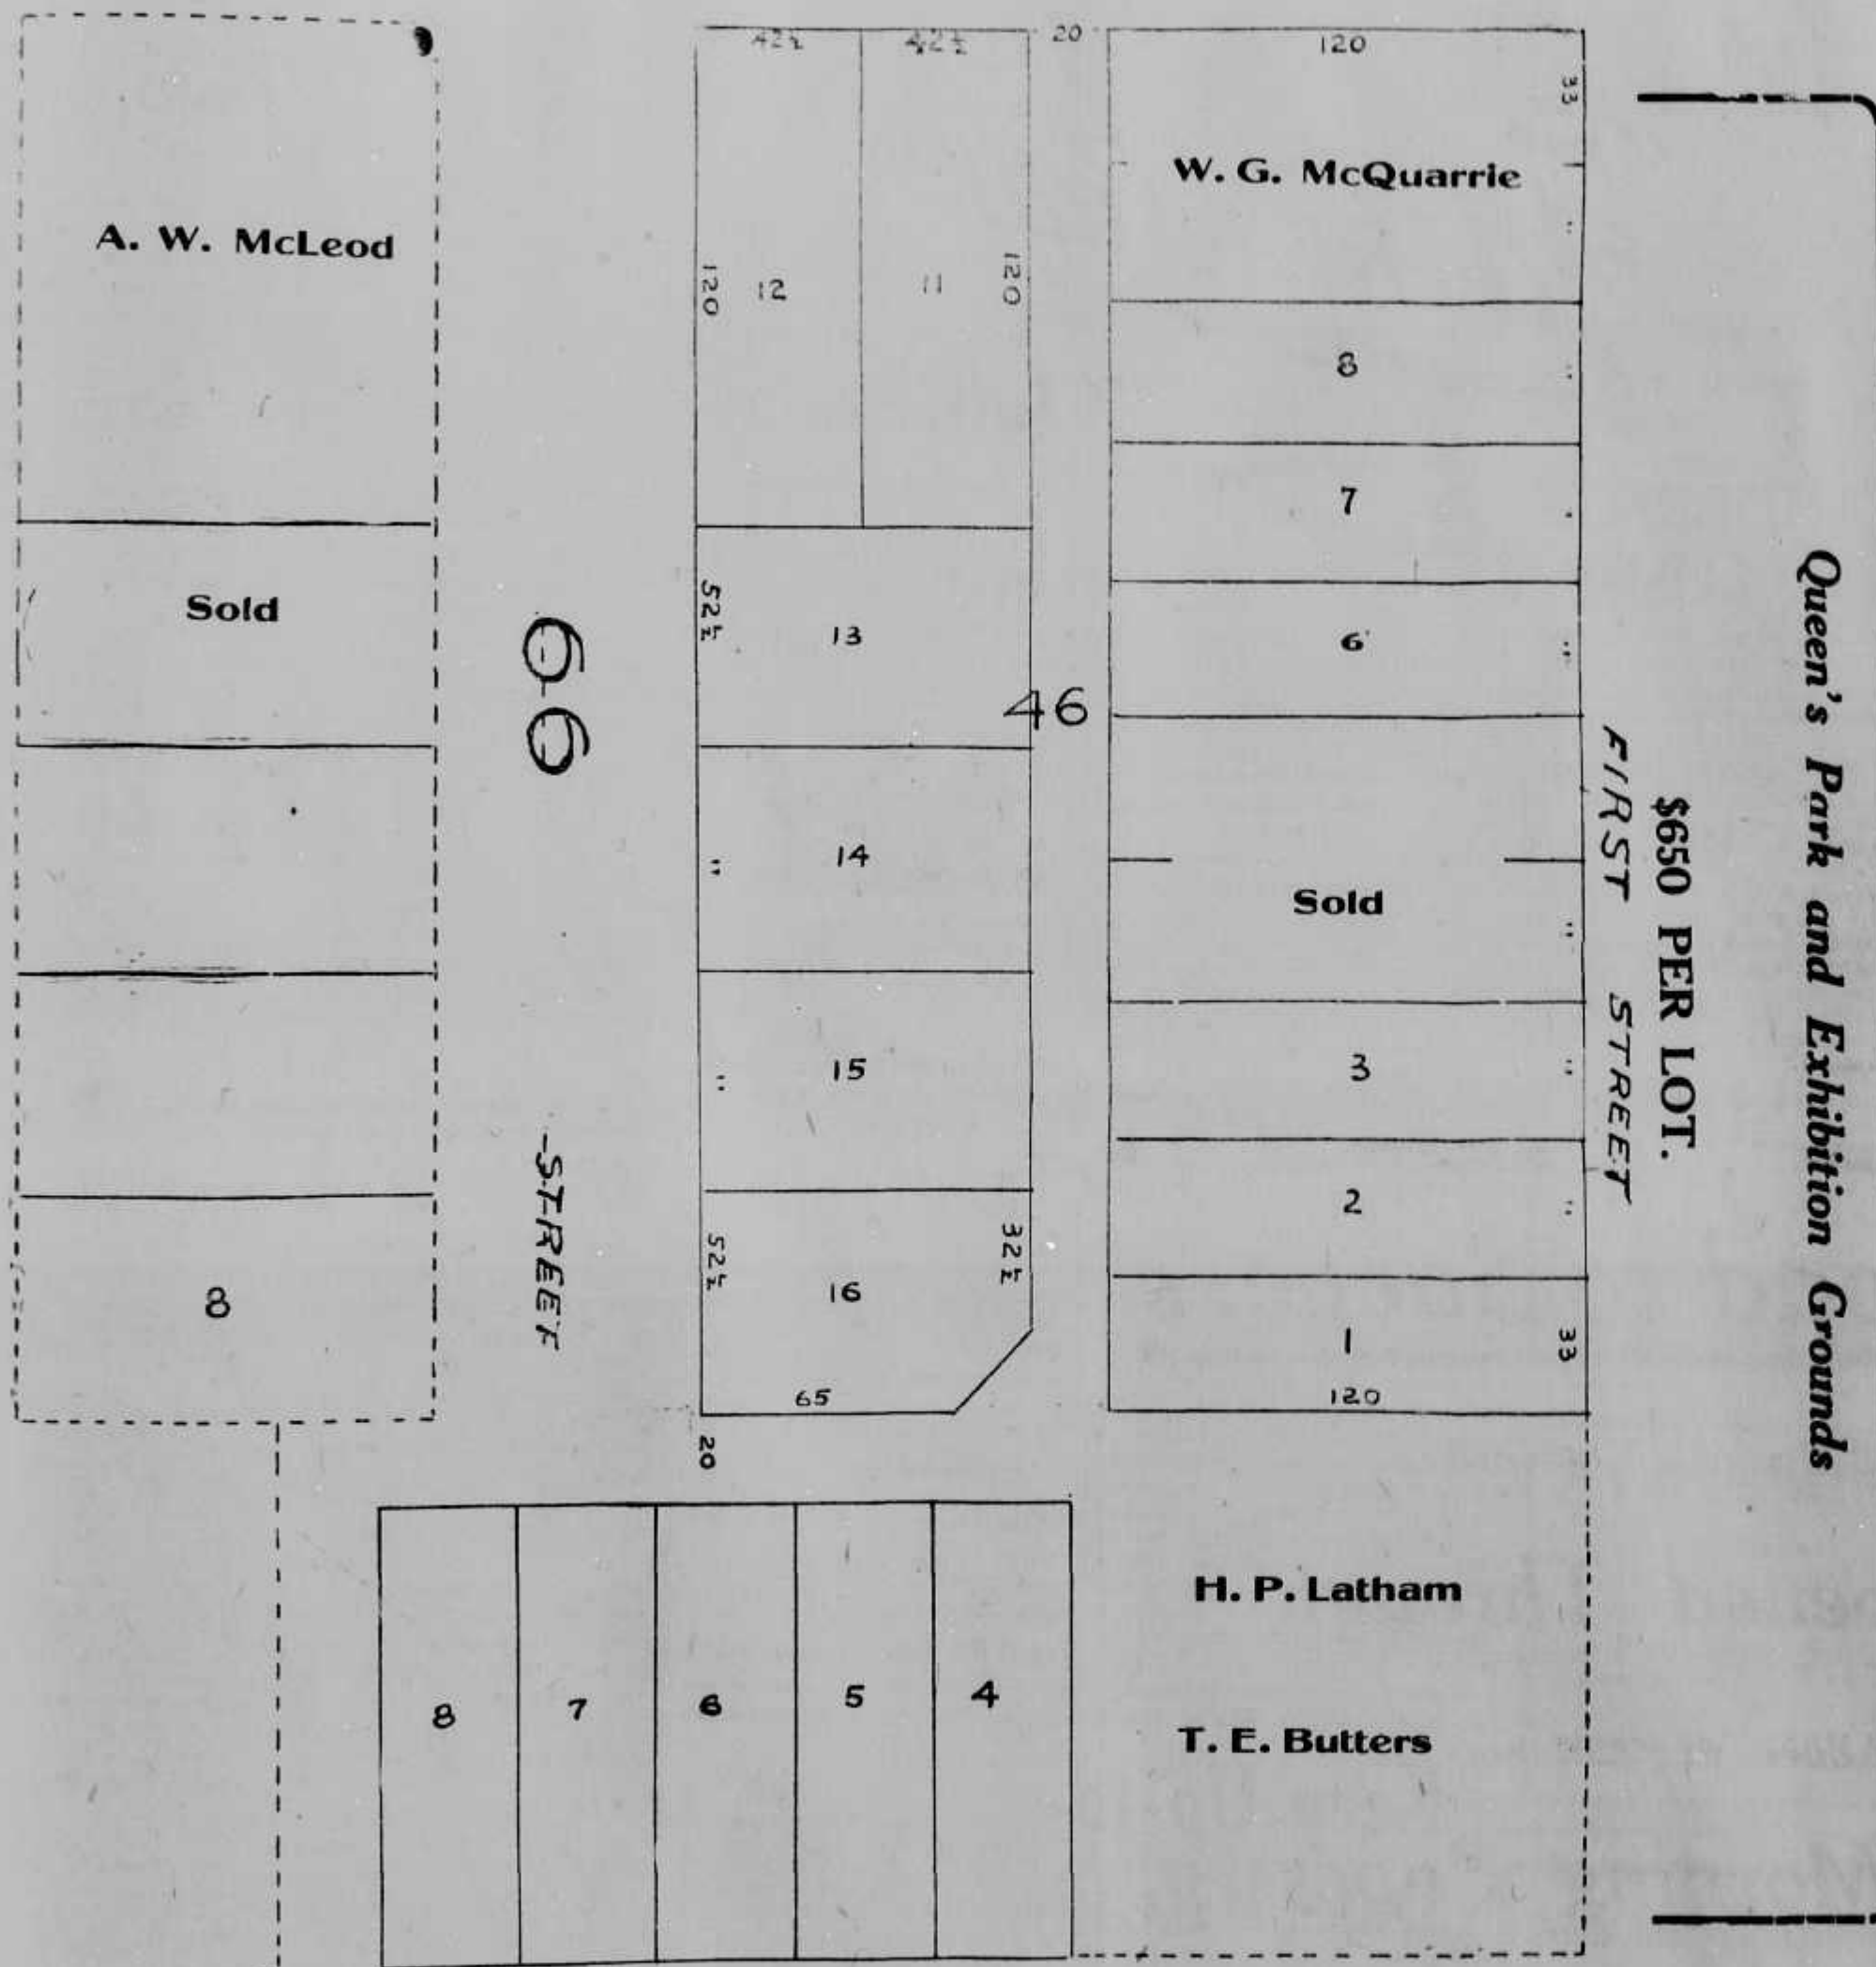 42½ 42½ 20 120
33
A. W. McLeod
W. G. McQuarrie
"
120 12 11 120
8 "
7
Sold
52½ 13
6 "
6-6
46
14 "
Sold "
15 "
3 "
2 "
-STREET
52½ 16 32½
8
1 33
65
120
20
FIRST STREET
$650 PER LOT.
Queen's Park and Exhibition Grounds
H. P. Latham
8 7 6 5 4
T. E. Butters